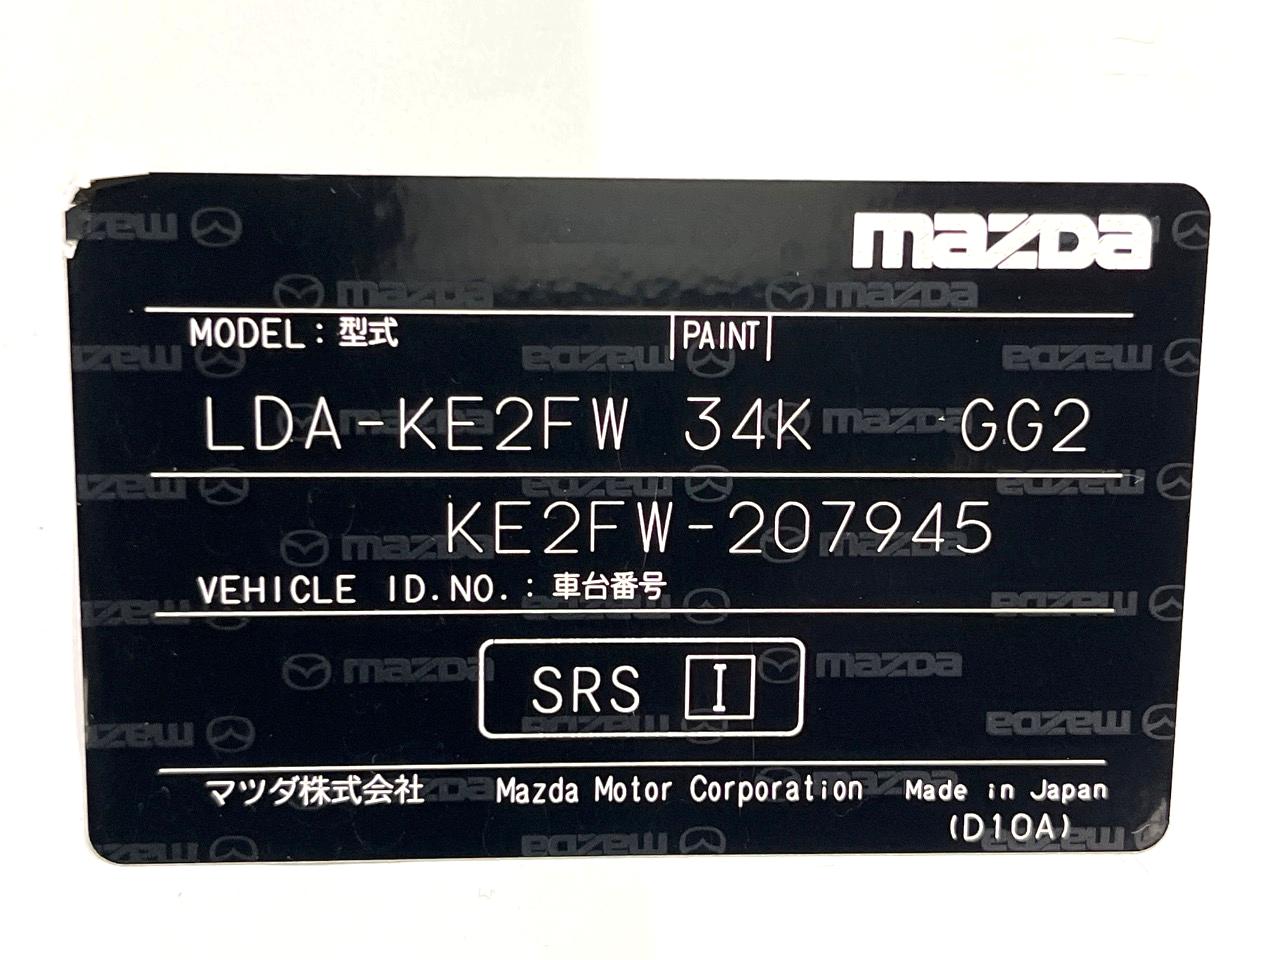 mazda
MODEL : 型式 PAINT
LDA-KE2FW 34K GG2
KE2FW-207945
VEHICLE ID.NO. : 車台番号
SRS I
マツダ株式会社 Mazda Motor Corporation Made in Japan
(D10A)